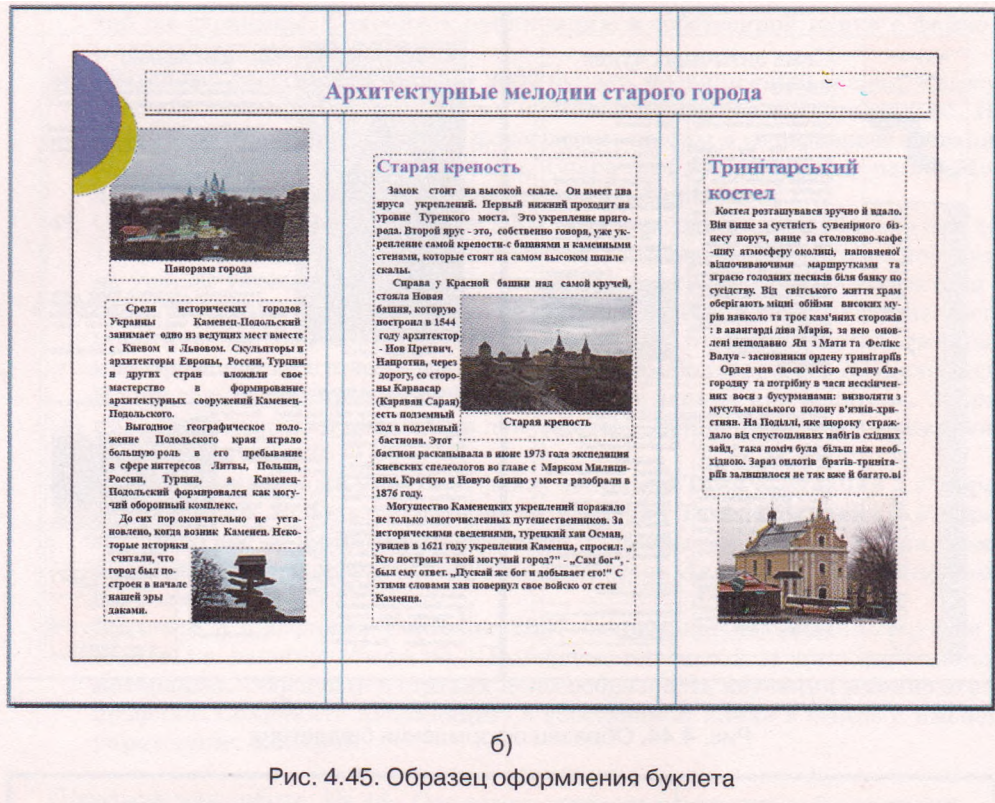 Архитектурные мелодии старого города
Панорама города
Среди исторических городов
Украины Каменец-Подольский
занимает одно из ведущих мест вместе
с Киевом и Львовом. Скульпторы и
архитекторы Европы, России, Турции
и других стран вложили свое
мастерство в формирование
архитектурных сооружений Каменец-
Подольского.
Выгодное географическое поло-
жение Подольского края играло
большую роль в его пребывание
в сфере интересов Литвы, Польши,
России, Турции, а Каменец-
Подольский формировался как могу-
чий оборонный комплекс.
До сих пор окончательно не уста-
новлено, когда возник Каменец. Неко-
торые историки
считали, что
город был по-
строен в начале
нашей эры
даками.
Старая крепость
Замок стоит на высокой скале. Он имеет два
яруса укреплений. Первый нижний проходит на
уровне Турецкого моста. Это укрепление приго-
рода. Второй ярус - это, собственно говоря, уже ук-
репление самой крепости-с башнями и каменными
стенами, которые стоят на самом высоком шпиле
скалы.
Справа у Красной башни над самой кручей,
стояла Новая
башня, которую
построил в 1544
году архитектор
- Иов Претвич.
Напротив, через
дорогу, со сторо-
ны Карвасар
(Караван Сарая)
есть подземный
ход в подземный
бастиона. Этот
Старая крепость
бастион раскапывала в июне 1973 года экспедиция
киевских спелеологов во главе с Марком Милици-
ним. Красную и Новую башню у моста разобрали в
1876 году.
Могущество Каменецких укреплений поражало
не только многочисленных путешественников. За
историческими сведениями, турецкий хан Осман,
увидев в 1621 году укрепления Каменца, спросил: „
Кто построил такой могучий город?" - „Сам бог", -
был ему ответ. „Пускай же бог и добывает его!" С
этими словами хан повернул свое войско от стен
Каменца.
Тринітарський
костел
Костел розташувався зручно й вдало.
Він вище за суєтність сувенірної біз-
несу поруч, вище за столовково-кафе
-шну атмосферу околиці, наповненої
відпочиваючими маршрутками та
зграєю голодних песиків біля банку по
сусідству. Від світського життя храм
оберігають міцні обійми високих му-
рів навколо та троє кам'яних сторожів
: в авангарді діва Марія, за нею онов-
лені нещодавно Ян з Мати та Фелікс
Валуа - засновники ордену тринітаріїв
Орден мав своєю місією справу бла-
городну та потрібну в часи нескінчен-
них воєн з бусурманами: визволяти з
мусульманського полону в'язнів-хри-
стиян. На Поділлі, яке щороку страж-
дало від спустошливих набігів східних
зайд, така поміч була більш ніж необ-
хідною. Зараз оплотів братів-триніта-
ріїв залишилося не так вже й багато.ві
б)
Рис. 4.45. Образец оформления буклета